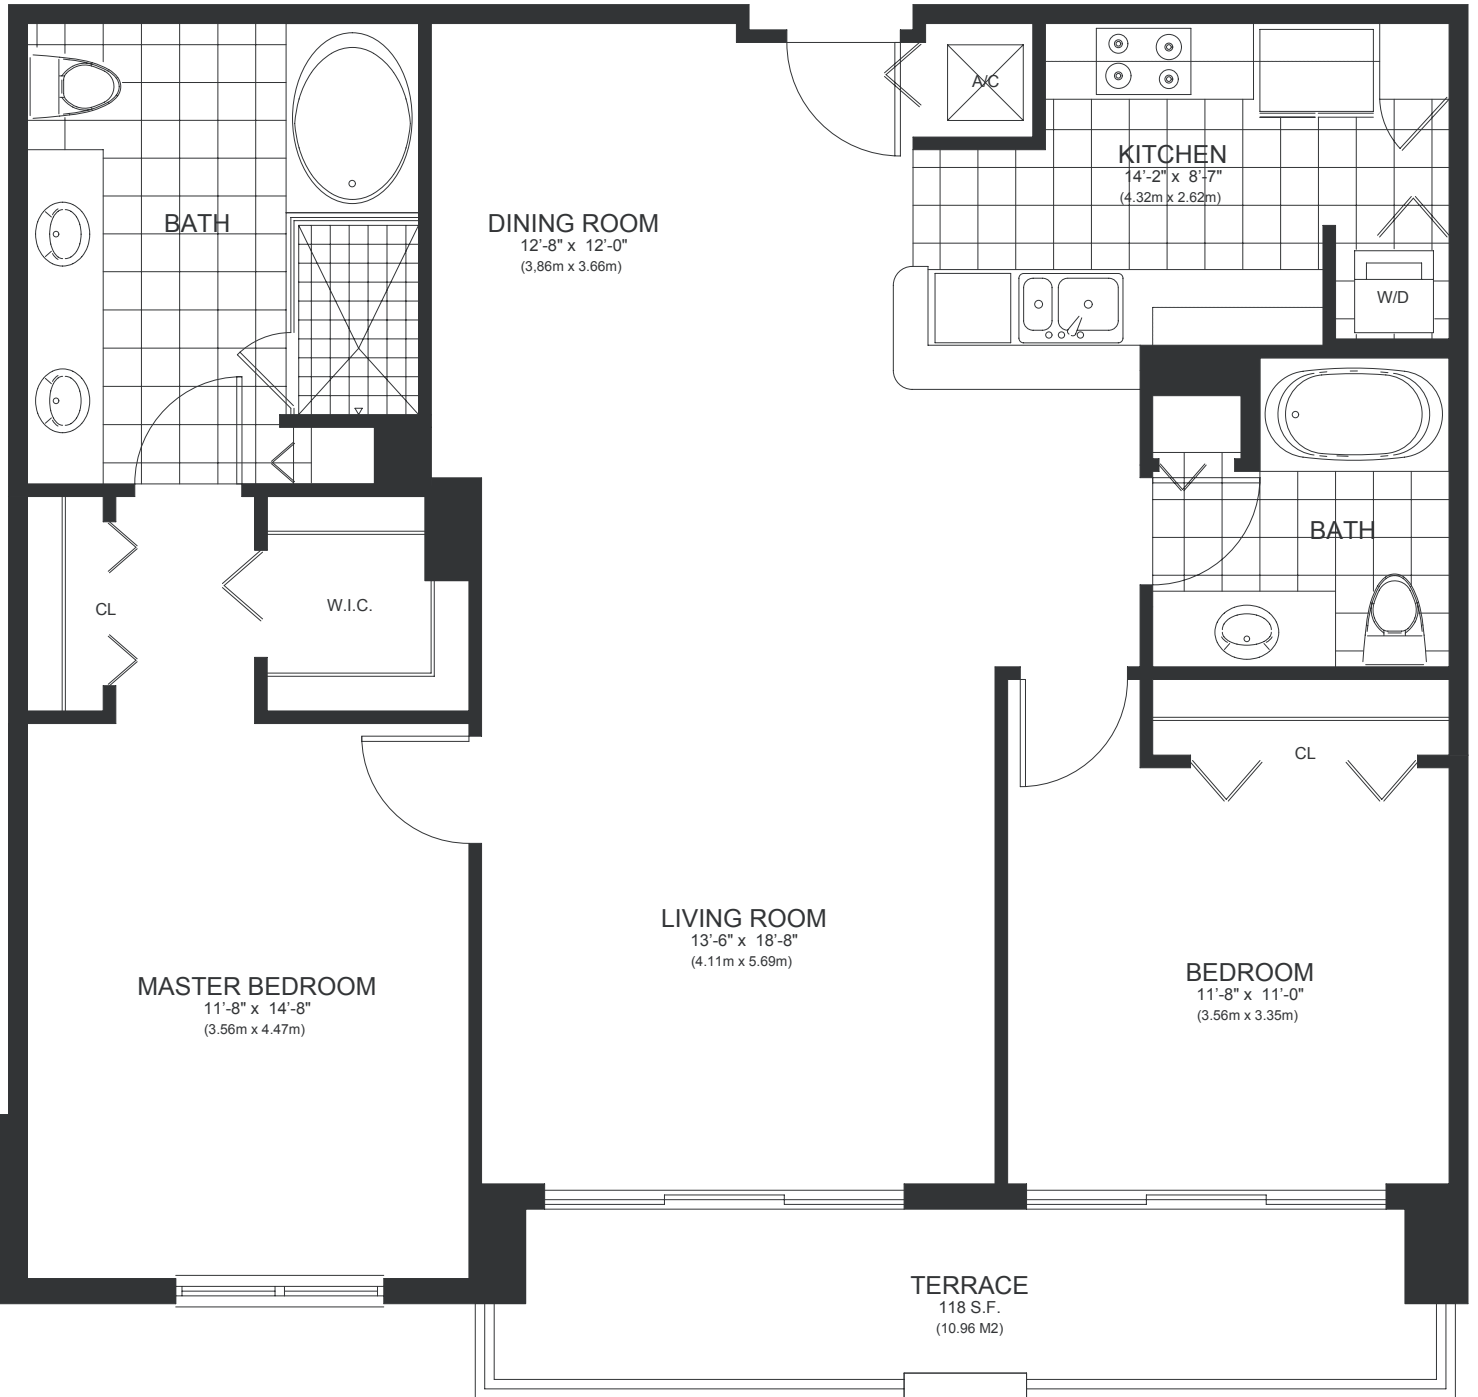 A/C
KITCHEN
14'-2" x 8'-7"
(4.32m x 2.62m)
BATH
DINING ROOM
12'-8" x 12'-0"
(3,86m x 3.66m)
W/D
BATH
CL
W.I.C.
CL
LIVING ROOM
13'-6" x 18'-8"
(4.11m x 5.69m)
MASTER BEDROOM
11'-8" x 14'-8"
(3.56m x 4.47m)
BEDROOM
11'-8" x 11'-0"
(3.56m x 3.35m)
TERRACE
118 S.F.
(10.96 M2)